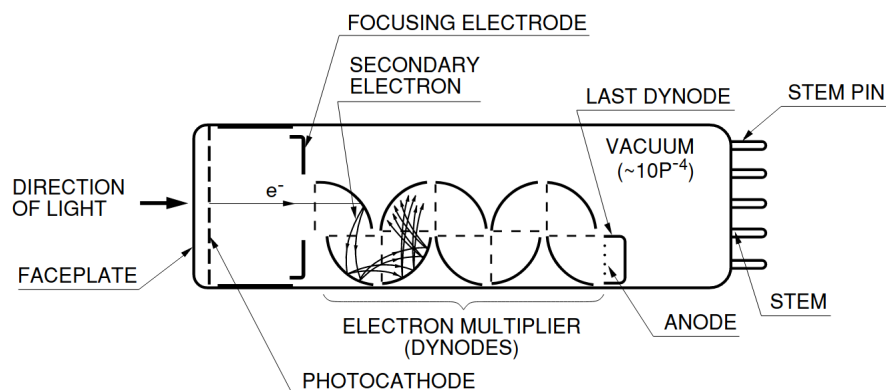 FOCUSING ELECTRODE
SECONDARY
ELECTRON
LAST DYNODE
STEM PIN
VACUUM
(~10P⁻⁴)
DIRECTION
OF LIGHT
e⁻
FACEPLATE
STEM
ELECTRON MULTIPLIER
(DYNODES)
ANODE
PHOTOCATHODE